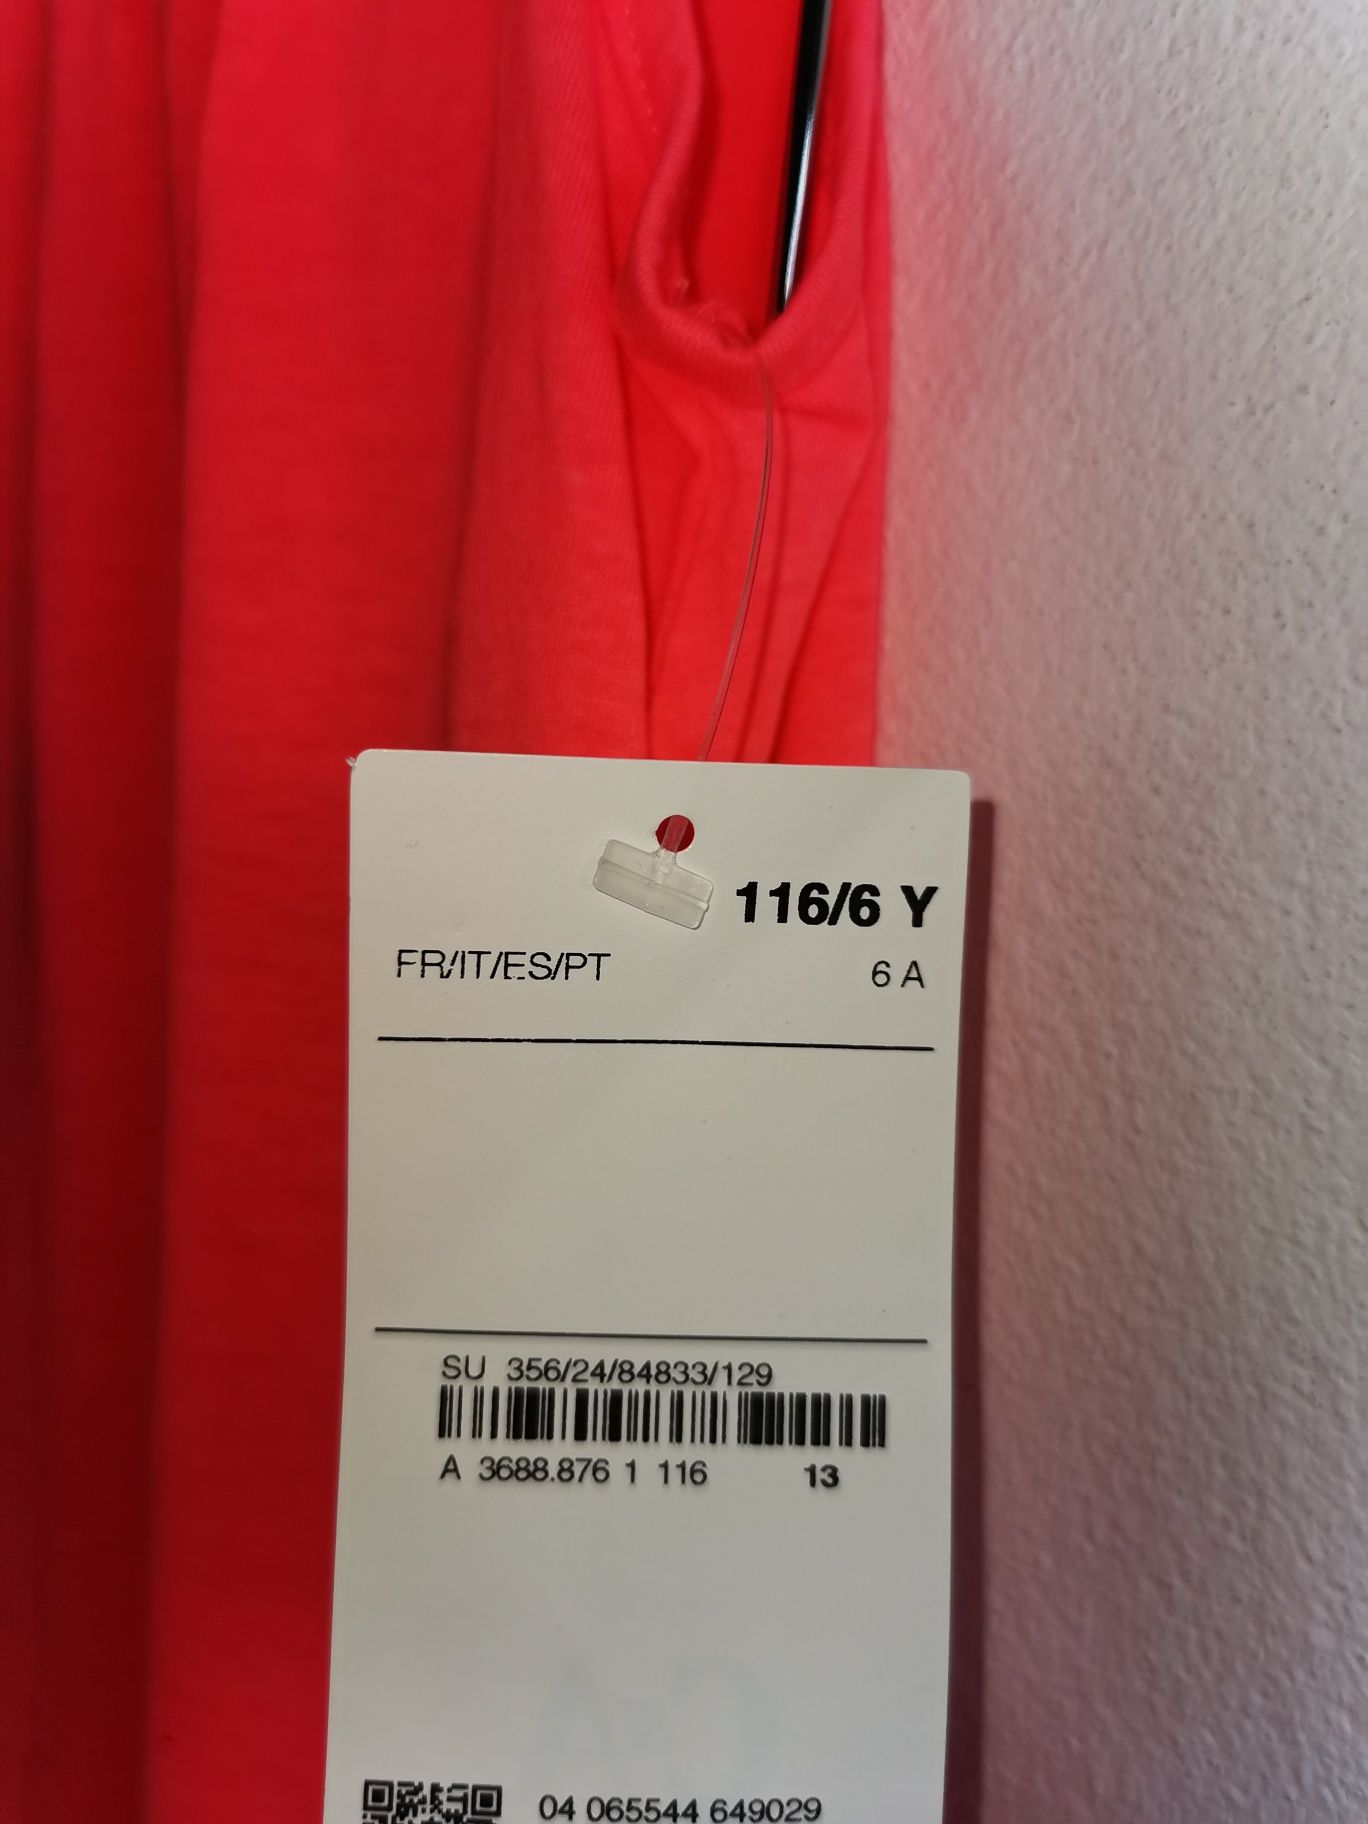 116/6 Y
FR/IT/ES/PT 6 A
SU 356/24/84833/129
A 3688.876 1 116 13
04 065544 649029